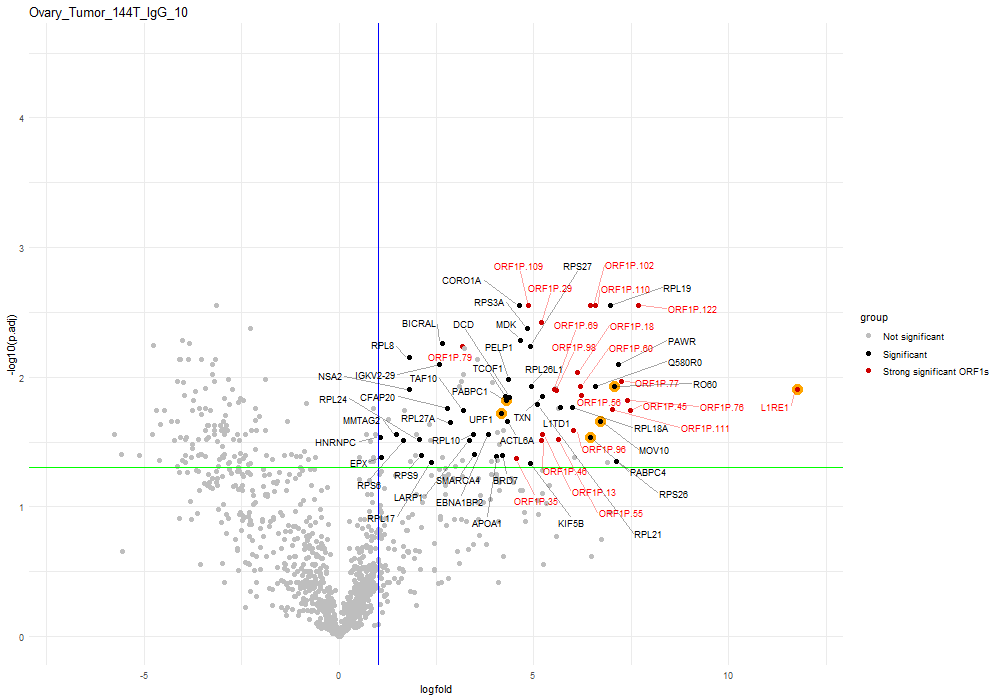 Ovary_Tumor_144T_IgG_10
-log10(p.adj)
4
3
2
1
0
-5
0
5
10
logfold
group
Not significant
Significant
Strong significant ORF1s
ORF1P.109
RPS27
ORF1P.102
CORO1A
ORF1P.29
ORF1P.110
RPL19
RPS3A
ORF1P.122
BICRAL
DCD
MDK
ORF1P.69
ORF1P.18
RPL8
PELP1
ORF1P.98
ORF1P.60
PAWR
ORF1P.79
Q580R0
NSA2
IGKV2-29
TAF10
TCOF1
RPL26L1
ORF1P.77
RO60
RPL24
CFAP20
PABPC1
ORF1P.56
ORF1P.45
ORF1P.76
L1RE1
MMTAG2
RPL27A
UPF1
TXN
L1TD1
RPL18A
ORF1P.111
HNRNPC
RPL10
ACTL6A
ORF1P.96
MOV10
EPX
RPS9
ORF1P.46
PABPC4
RPS6
SMARCA4
BRD7
LARP1
EBNA1BP2
ORF1P.35
ORF1P.13
RPS26
RPL17
APOA1
KIF5B
ORF1P.55
RPL21